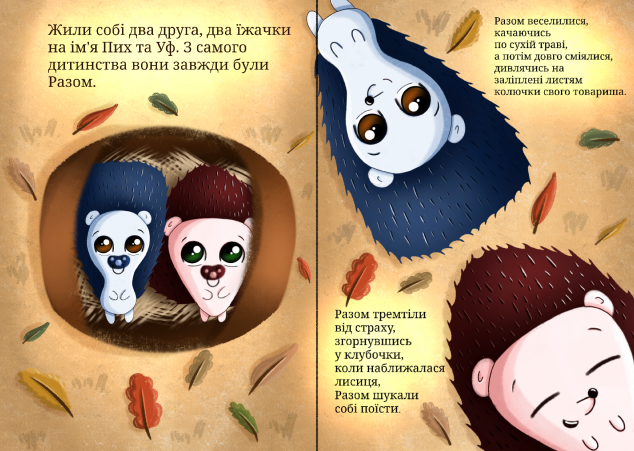 Жили собі два друга, два їжачки
на ім'я Пих та Уф. З самого
дитинства вони завжди були
Разом.
Разом веселилися,
качаючись
по сухій траві,
а потім довго сміялися,
дивлячись на
заліплені листям
колючки свого товариша.
Разом тремтіли
від страху,
згорнувшись
у клубочки,
коли наближалася
лисиця,
Разом шукали
собі поїсти.